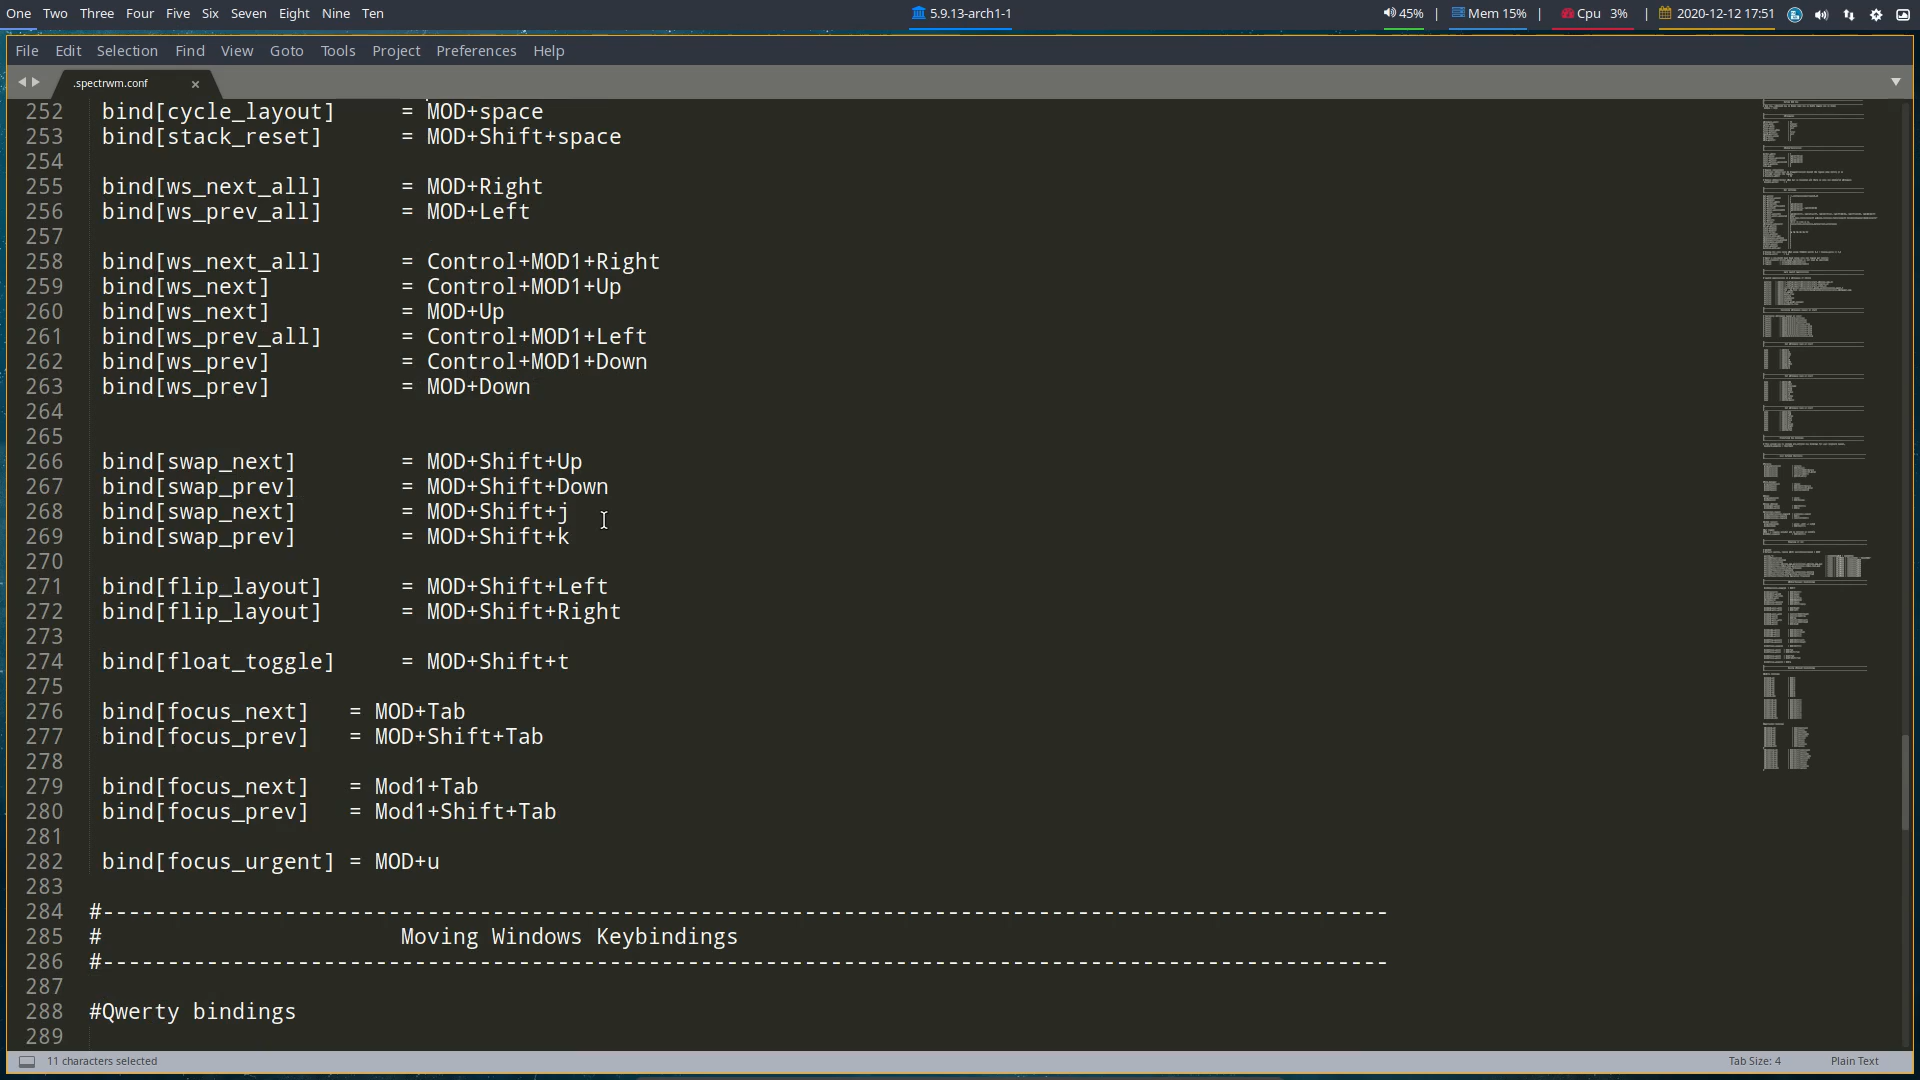 One Two Three Four Five Six Seven Eight Nine Ten 5.9.13-arch1-1 45% | Mem 15% | Cpu 3% | 2020-12-12 17:51
File Edit Selection Find View Goto Tools Project Preferences Help
.spectrwm.conf ×
252 bind[cycle_layout] = MOD+space
253 bind[stack_reset] = MOD+Shift+space
254
255 bind[ws_next_all] = MOD+Right
256 bind[ws_prev_all] = MOD+Left
257
258 bind[ws_next_all] = Control+MOD1+Right
259 bind[ws_next] = Control+MOD1+Up
260 bind[ws_next] = MOD+Up
261 bind[ws_prev_all] = Control+MOD1+Left
262 bind[ws_prev] = Control+MOD1+Down
263 bind[ws_prev] = MOD+Down
264
265
266 bind[swap_next] = MOD+Shift+Up
267 bind[swap_prev] = MOD+Shift+Down
268 bind[swap_next] = MOD+Shift+j
269 bind[swap_prev] = MOD+Shift+k
270
271 bind[flip_layout] = MOD+Shift+Left
272 bind[flip_layout] = MOD+Shift+Right
273
274 bind[float_toggle] = MOD+Shift+t
275
276 bind[focus_next] = MOD+Tab
277 bind[focus_prev] = MOD+Shift+Tab
278
279 bind[focus_next] = Mod1+Tab
280 bind[focus_prev] = Mod1+Shift+Tab
281
282 bind[focus_urgent] = MOD+u
283
284 #---------------------------------------------------------------------------------------------------
285 # Moving Windows Keybindings
286 #---------------------------------------------------------------------------------------------------
287
288 #Qwerty bindings
289
11 characters selected Tab Size: 4 Plain Text